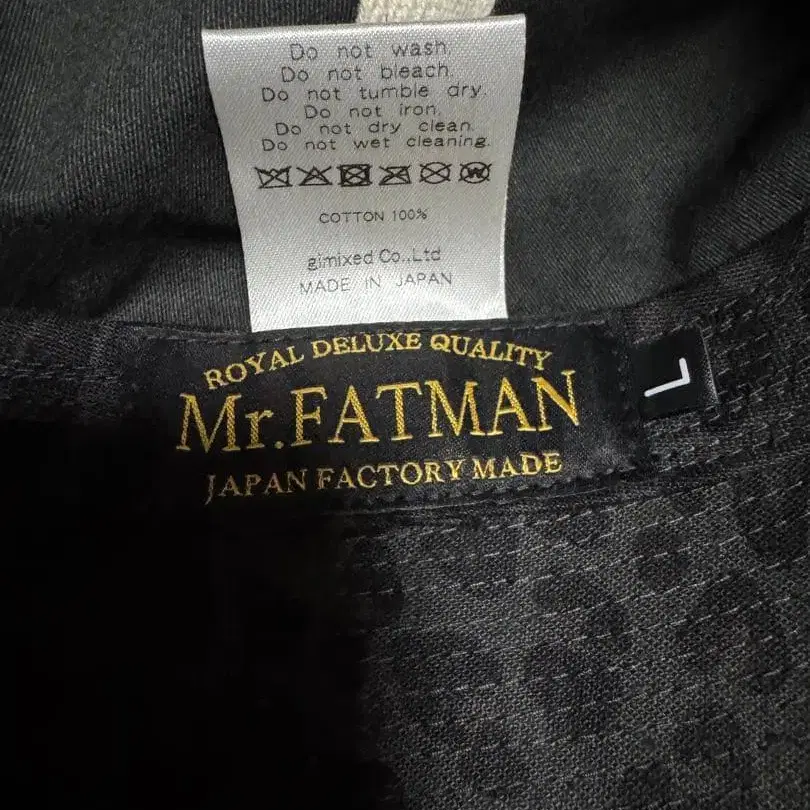 Do not wash.
Do not bleach.
Do not tumble dry.
Do not iron.
Do not dry clean.
Do not wet cleaning.
W
COTTON 100%
gimixed Co.,Ltd
MADE IN JAPAN
ROYAL DELUXE QUALITY
Mr.FATMAN
JAPAN FACTORY MADE
L